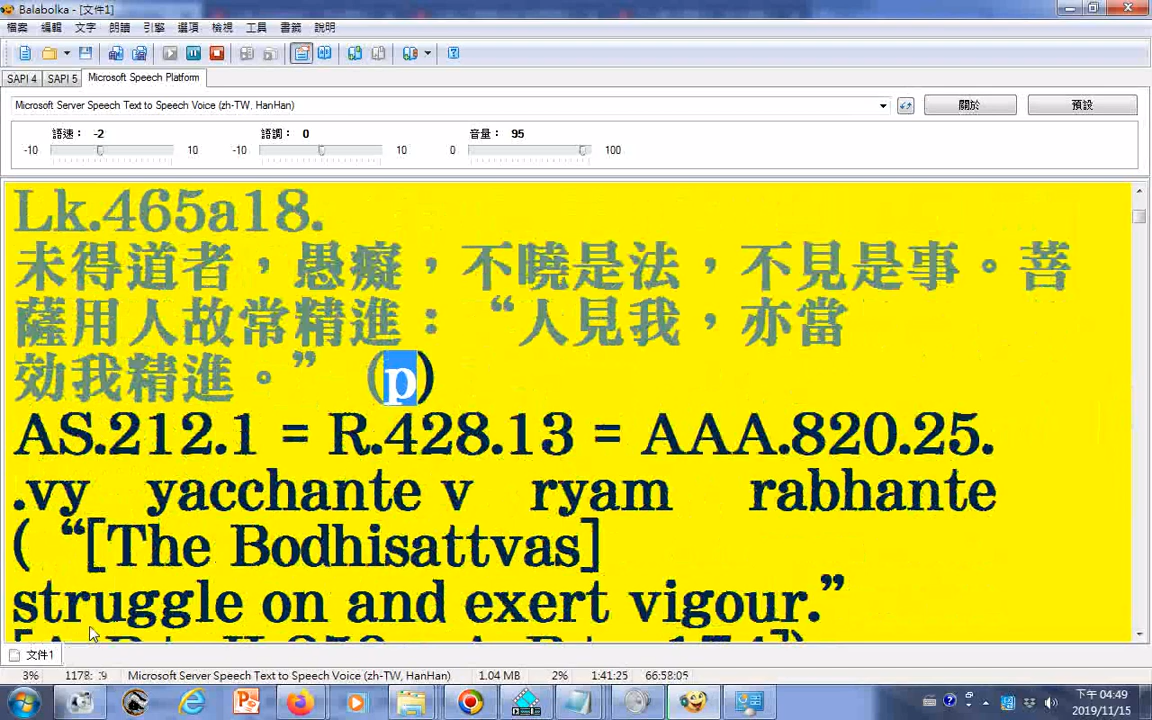 Balabolka - [文件1]
檔案 編輯 文字 朗讀 引擎 選項 檢視 工具 書籤 說明
SAPI 4 SAPI 5 Microsoft Speech Platform
Microsoft Server Speech Text to Speech Voice (zh-TW, HanHan) 關於 預設
語速： -2 語調： 0 音量： 95
-10 10 -10 10 0 100
Lk.465a18.
未得道者，愚癡，不曉是法，不見是事。菩
薩用人故常精進：“人見我，亦當
効我精進。” (p)
AS.212.1 = R.428.13 = AAA.820.25.
.vy yacchante v ryam rabhante
( “[The Bodhisattvas]
struggle on and exert vigour.”
文件1
3% 1178: Microsoft Server Speech Text to Speech Voice (zh-TW, HanHan) 1.04 MB 2% 1:41:25 66:58:05
下午 04:49
2019/11/15